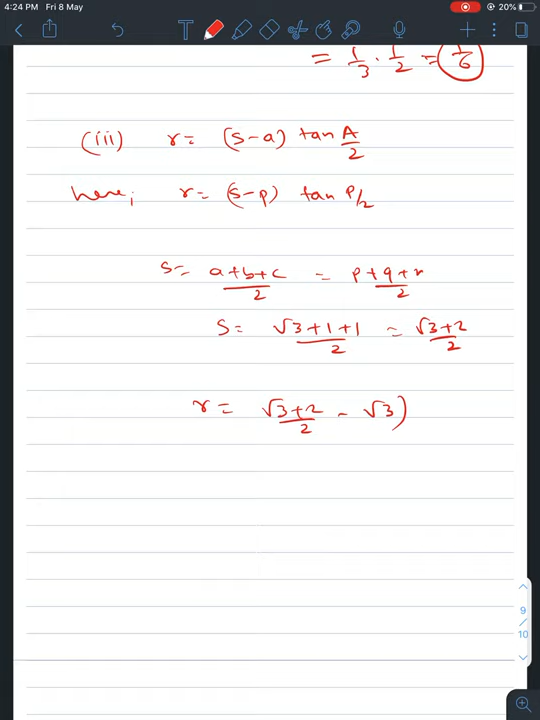 4:24 PM Fri 8 May
20%
= 1/3 · 1/2 = 1/6
(iii) r = (s-a) tan A/2
here; r = (s-p) tan P/2
s = a+b+c/2 = p+q+r/2
S = √3+1+1/2 = √3+2/2
r = √3+2/2 - √3)
9
/
10